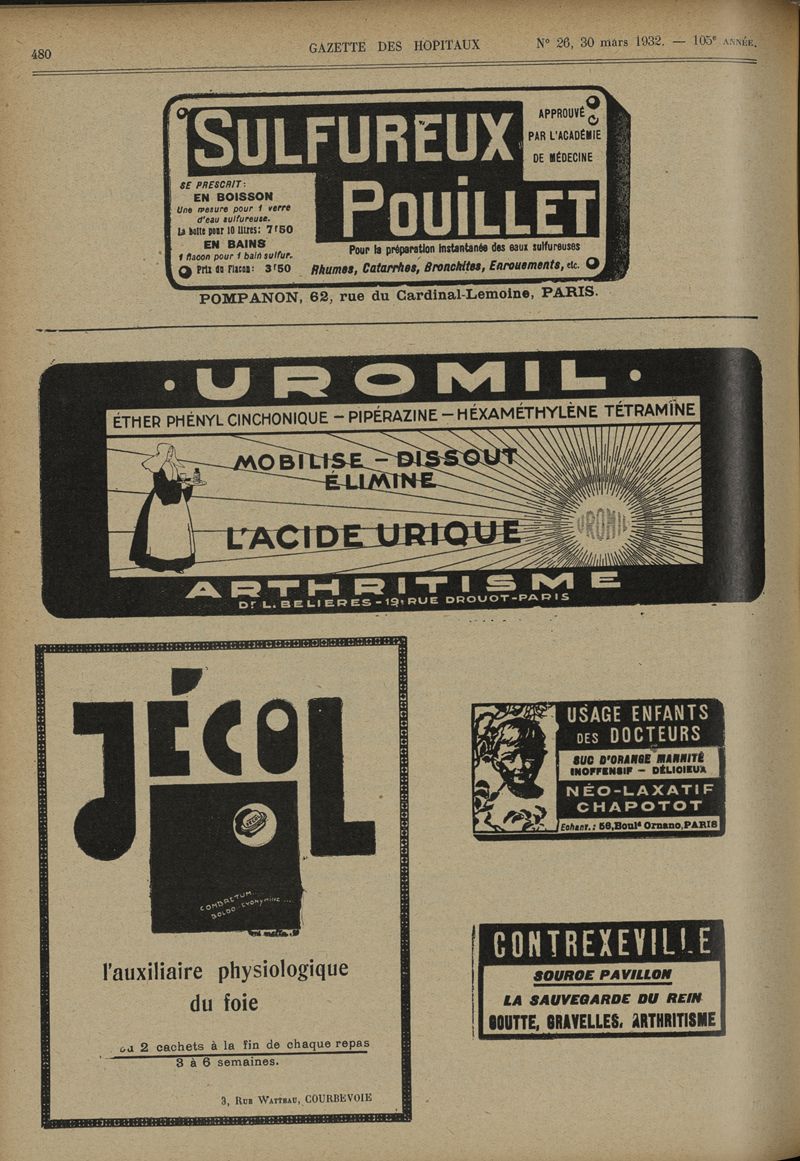 480
GAZETTE DES HOPITAUX
N° 26, 30 mars 1932. — 105e ANNÉE.
SULFUREUX
POUILLET
APPROUVÉ
PAR L'ACADÉMIE
DE MÉDECINE
SE PRESCRIT:
EN BOISSON
Une mesure pour 1 verre
d'eau sulfureuse.
La boîte pour 10 litres: 7f50
EN BAINS
1 flacon pour 1 bain sulfur.
Prix du Flacon: 3f50
Pour la préparation instantanée des eaux sulfureuses
Rhumes, Catarrhes, Bronchites, Enrouements, etc.
POMPANON, 62, rue du Cardinal-Lemoine, PARIS.
· UROMIL ·
ÉTHER PHÉNYL CINCHONIQUE – PIPÉRAZINE – HÉXAMÉTHYLÈNE TÉTRAMINE
MOBILISE – DISSOUT
ÉLIMINE
L'ACIDE URIQUE
UROMIL
ARTHRITISME
Dr L. BELIERES - 19, RUE DROUOT - PARIS
JÉCOL
COMBRETUM...
BOLDO..EVONYMINE...
l'auxiliaire physiologique
du foie
2 cachets à la fin de chaque repas
3 à 6 semaines.
3, RUE WATTEAU, COURBEVOIE
USAGE ENFANTS
DES DOCTEURS
SUC D'ORANGE MANNITÉ
INOFFENSIF – DÉLICIEUX
NÉO-LAXATIF
CHAPOTOT
Echant.: 56, Boulд Ornano, PARIS
CONTREXEVILLE
SOURCE PAVILLON
LA SAUVEGARDE DU REIN
GOUTTE, GRAVELLES, ARTHRITISME